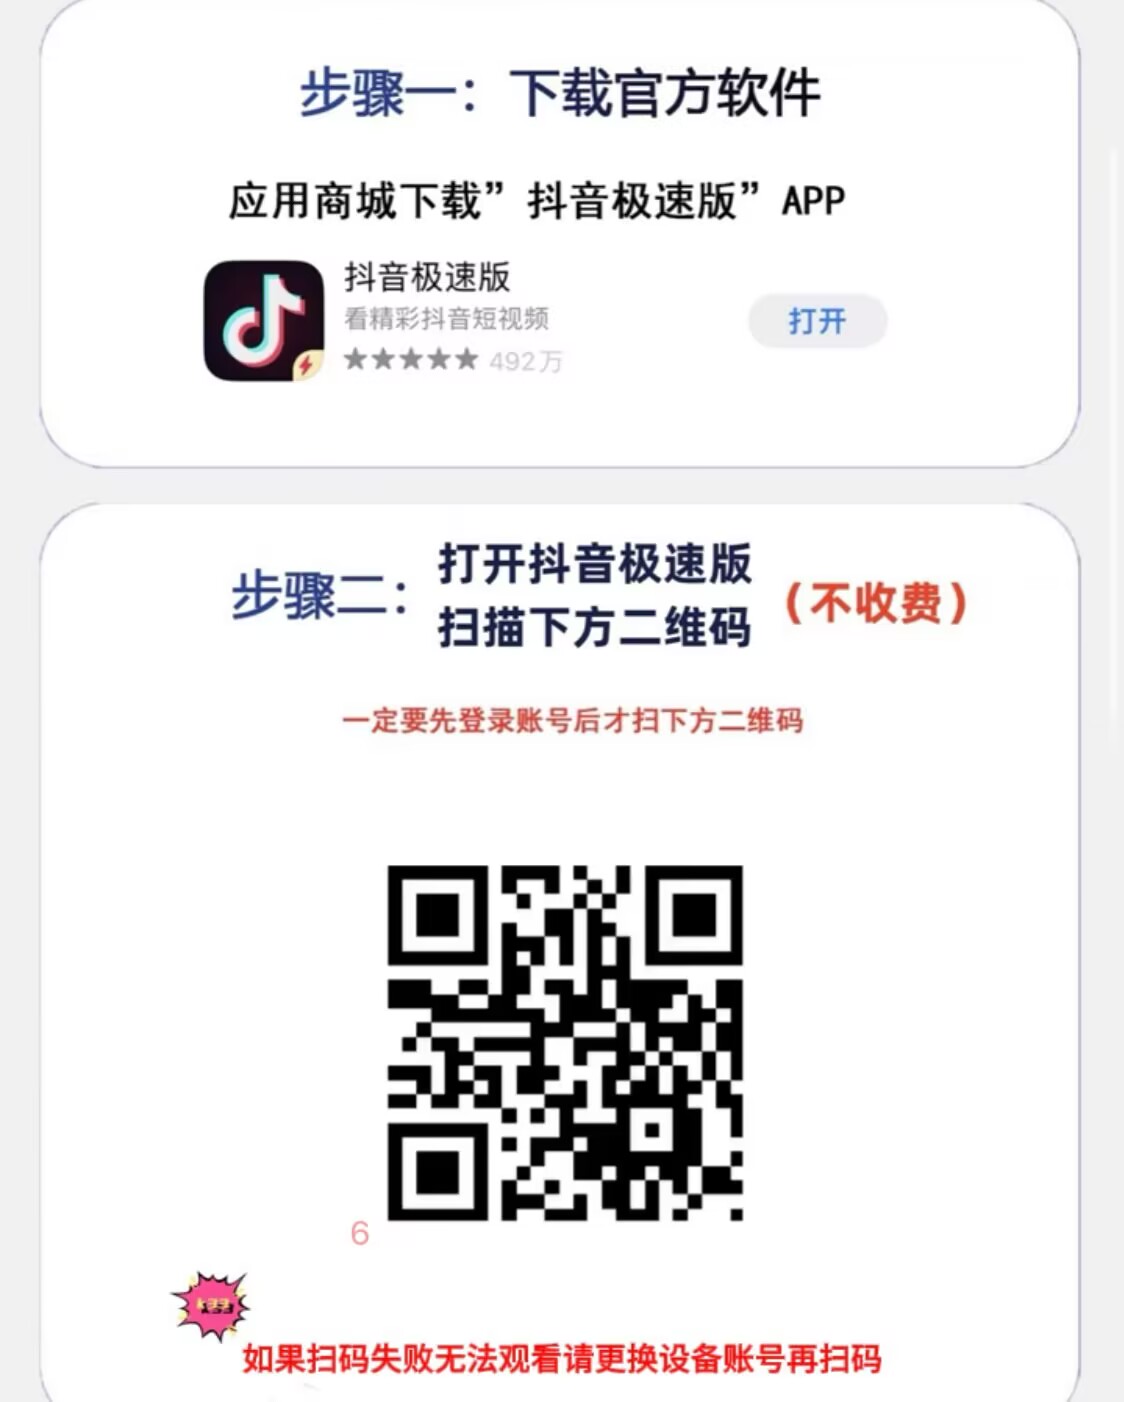 步骤一：下载官方软件
应用商城下载”抖音极速版”APP
抖音极速版
看精彩抖音短视频
492万
打开
步骤二：
打开抖音极速版
扫描下方二维码
（不收费）
一定要先登录账号后才扫下方二维码
6
如果扫码失败无法观看请更换设备账号再扫码